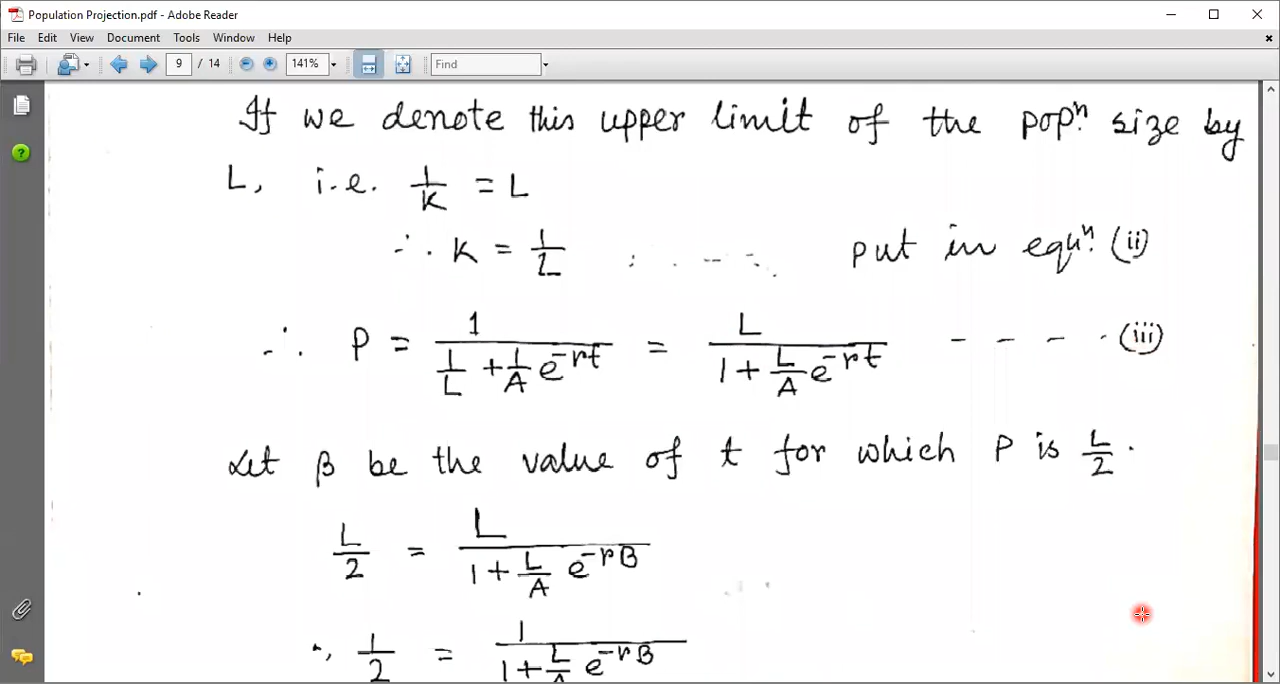 Population Projection.pdf - Adobe Reader
File Edit View Document Tools Window Help
9 / 14 141% Find
If we denote this upper limit of the popⁿ. size by
L, i.e. 1/K = L
∴ K = 1/L put in equⁿ. (ii)
∴ P = 1/(1/L + 1/A e^-rt) = L/(1 + L/A e^-rt) - - - - (iii)
Let β be the value of t for which P is L/2.
L/2 = L/(1 + L/A e^-rβ)
∴ 1/2 = 1/(1 + L/A e^-rβ)